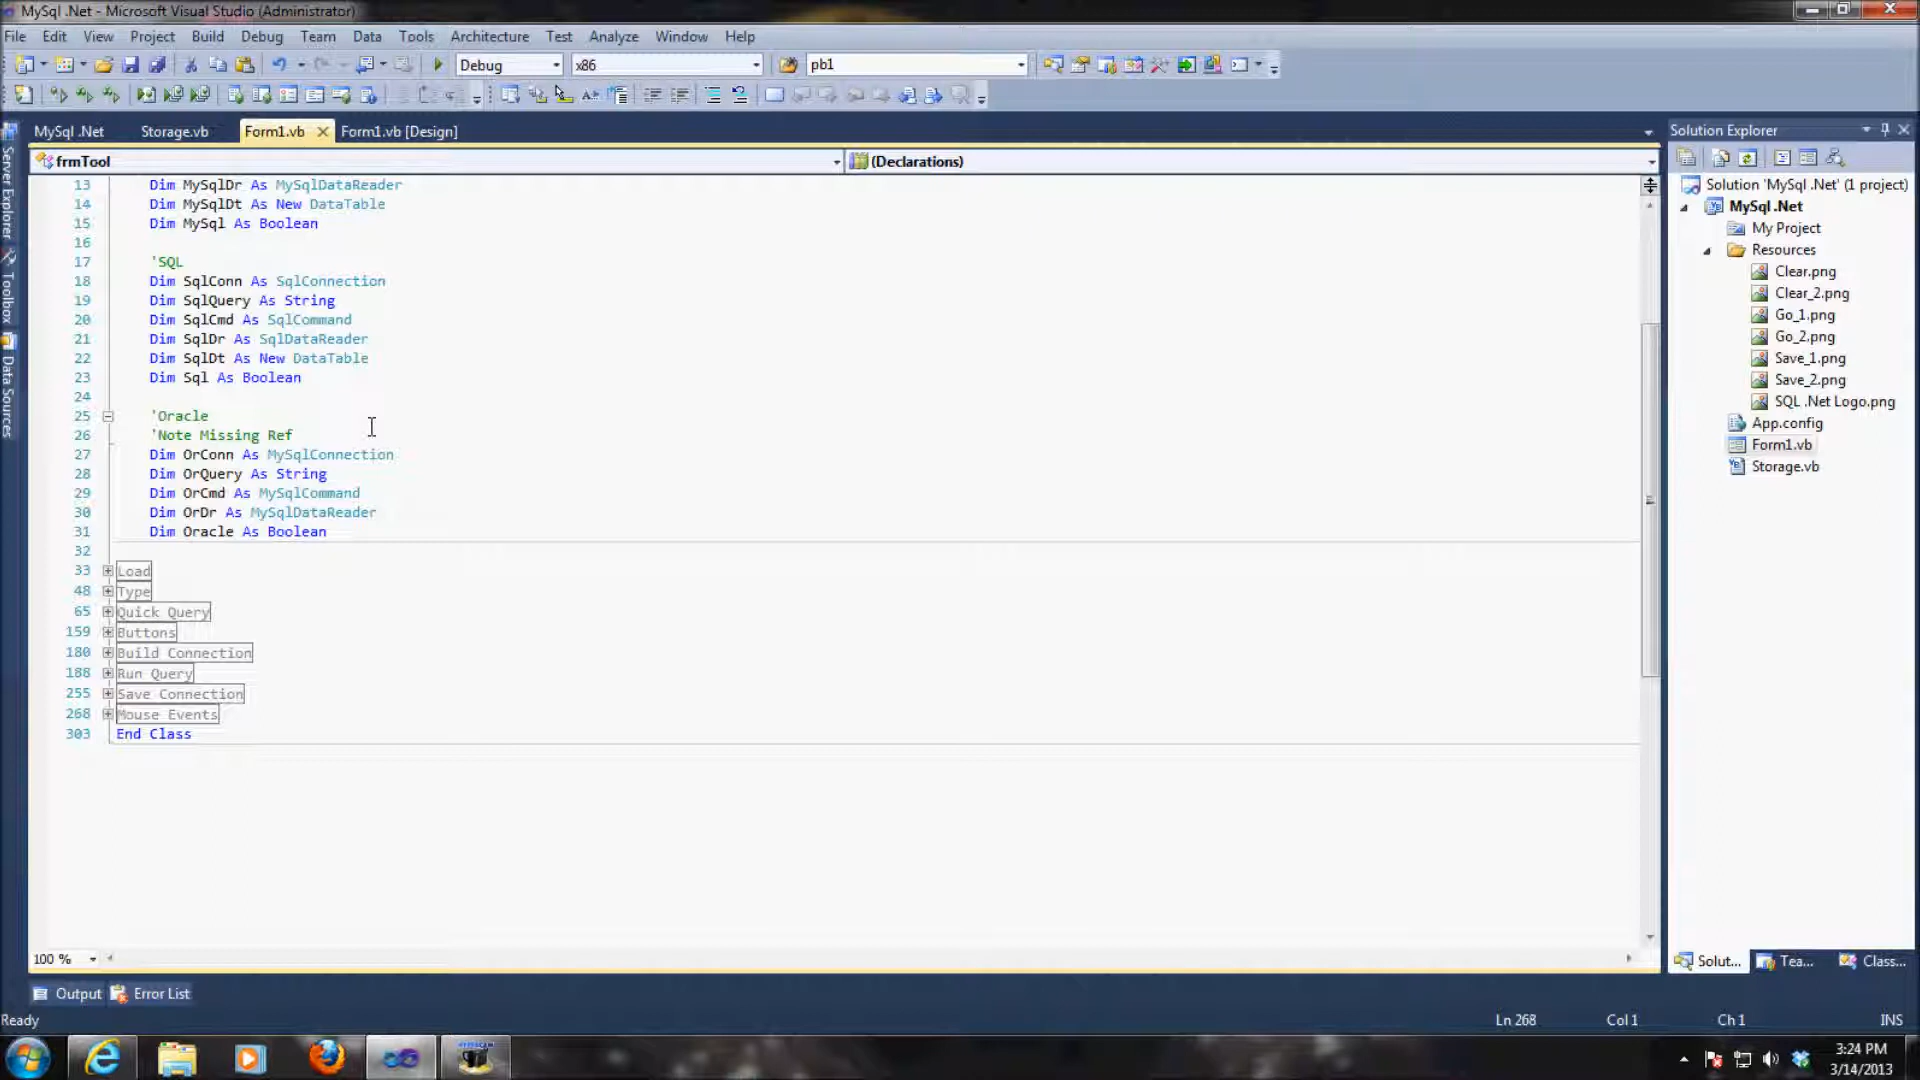 MySql .Net - Microsoft Visual Studio (Administrator)
File Edit View Project Build Debug Team Data Tools Architecture Test Analyze Window Help
Debug x86 pb1
MySql .Net Storage.vb Form1.vb Form1.vb [Design]
frmTool (Declarations)
13 Dim MySqlDr As MySqlDataReader
14 Dim MySqlDt As New DataTable
15 Dim MySql As Boolean
16
17 'SQL
18 Dim SqlConn As SqlConnection
19 Dim SqlQuery As String
20 Dim SqlCmd As SqlCommand
21 Dim SqlDr As SqlDataReader
22 Dim SqlDt As New DataTable
23 Dim Sql As Boolean
24
25 'Oracle
26 'Note Missing Ref
27 Dim OrConn As MySqlConnection
28 Dim OrQuery As String
29 Dim OrCmd As MySqlCommand
30 Dim OrDr As MySqlDataReader
31 Dim Oracle As Boolean
32
33 Load
48 Type
65 Quick Query
159 Buttons
180 Build Connection
188 Run Query
255 Save Connection
268 Mouse Events
303 End Class
100 %
Server Explorer
Toolbox
Data Sources
Solution Explorer
Solution 'MySql .Net' (1 project)
MySql .Net
My Project
Resources
Clear.png
Clear_2.png
Go_1.png
Go_2.png
Save_1.png
Save_2.png
SQL .Net Logo.png
App.config
Form1.vb
Storage.vb
Solut... Tea... Class...
Output Error List
Ready Ln 268 Col 1 Ch 1 INS
3:24 PM
3/14/2013